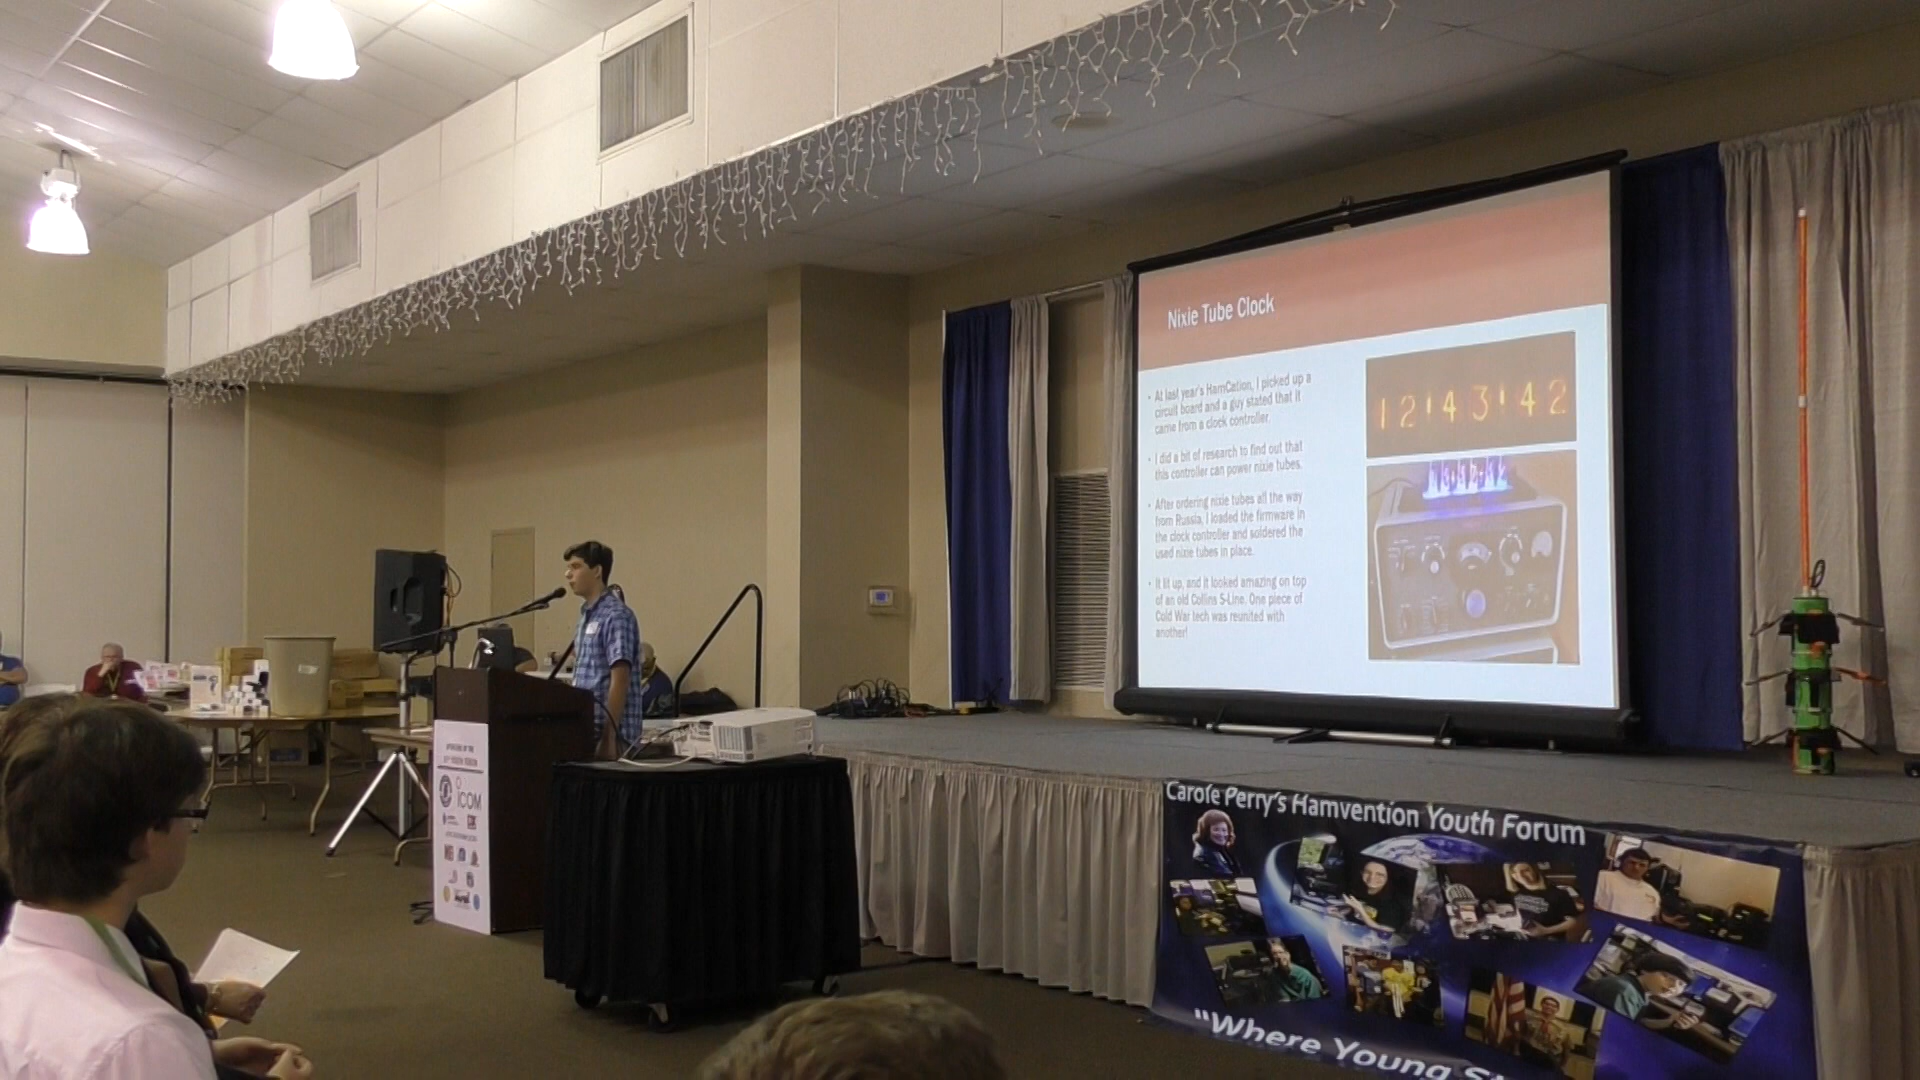 Nixie Tube Clock
• At last year's HamCation, I picked up a
circuit board and a guy stated that it
came from a clock controller.
• I did a bit of research to find out that
this controller can power nixie tubes.
• After ordering nixie tubes all the way
from Russia, I loaded the firmware in
the clock controller and soldered the
used nixie tubes in place.
• It lit up, and it looked amazing on top
of an old Collins S-Line. One piece of
Cold War tech was reunited with
another!
12 43 42
ICOM
Carole Perry's Hamvention Youth Forum
"Where Young